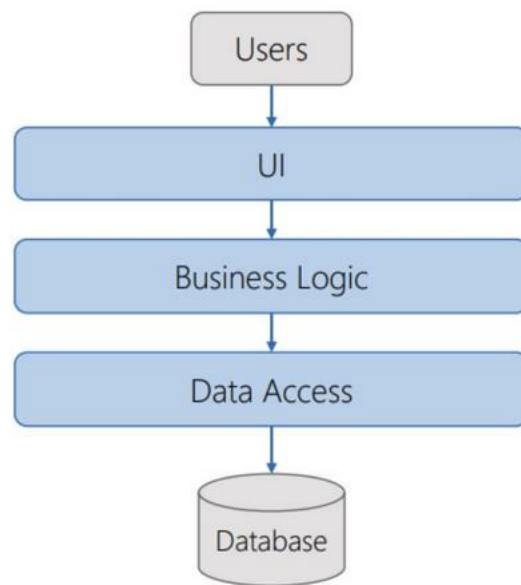 Users
UI
Business Logic
Data Access
Database